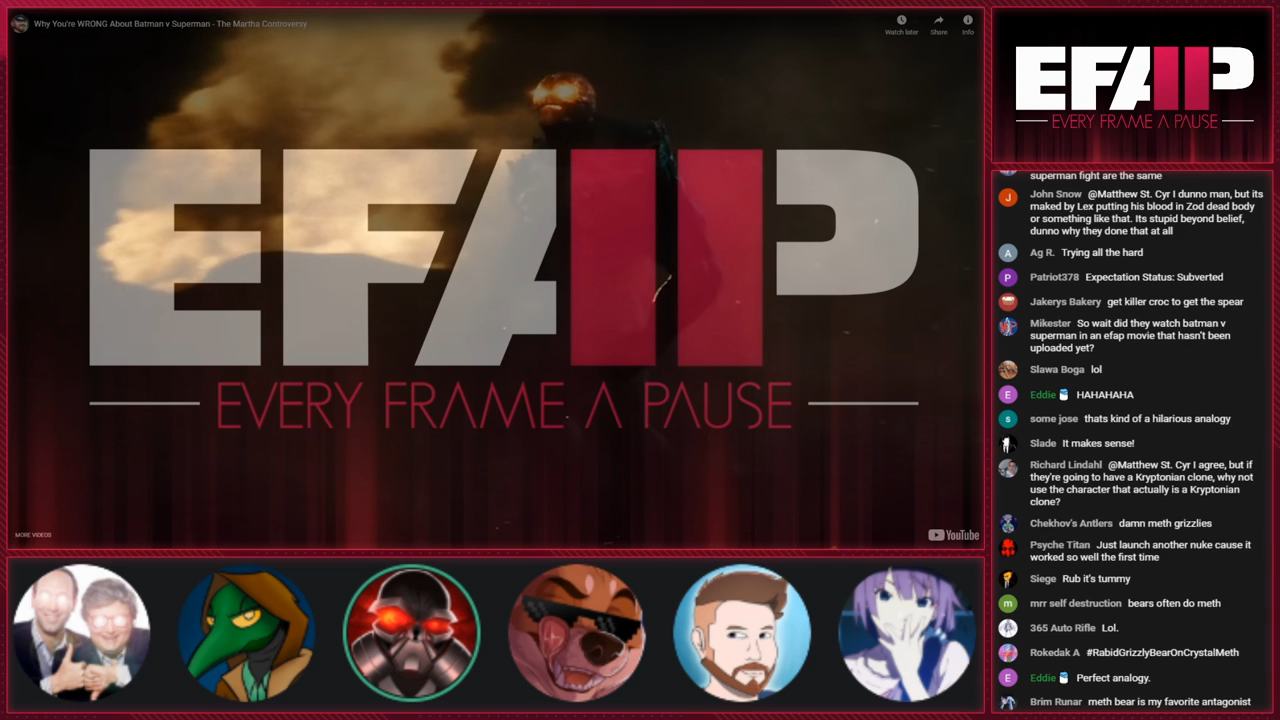 Why You're WRONG About Batman v Superman - The Martha Controversy
Watch later
Share
Info
EFAP
EVERY FRAME A PAUSE
MORE VIDEOS
YouTube
EFAP
EVERY FRAME A PAUSE
superman fight are the same
John Snow @Matthew St. Cyr I dunno man, but its
maked by Lex putting his blood in Zod dead body
or something like that. Its stupid beyond belief,
dunno why they done that at all
Ag R. Trying all the hard
Patriot378 Expectation Status: Subverted
Jakerys Bakery get killer croc to get the spear
Mikester So wait did they watch batman v
superman in an efap movie that hasn't been
uploaded yet?
Slawa Boga lol
Eddie HAHAHAHA
some jose thats kind of a hilarious analogy
Slade It makes sense!
Richard Lindahl @Matthew St. Cyr I agree, but if
they're going to have a Kryptonian clone, why not
use the character that actually is a Kryptonian
clone?
Chekhov's Antlers damn meth grizzlies
Psyche Titan Just launch another nuke cause it
worked so well the first time
Siege Rub it's tummy
mrr self destruction bears often do meth
365 Auto Rifle Lol.
Rokedak A #RabidGrizzlyBearOnCrystalMeth
Eddie Perfect analogy.
Brim Runar meth bear is my favorite antagonist